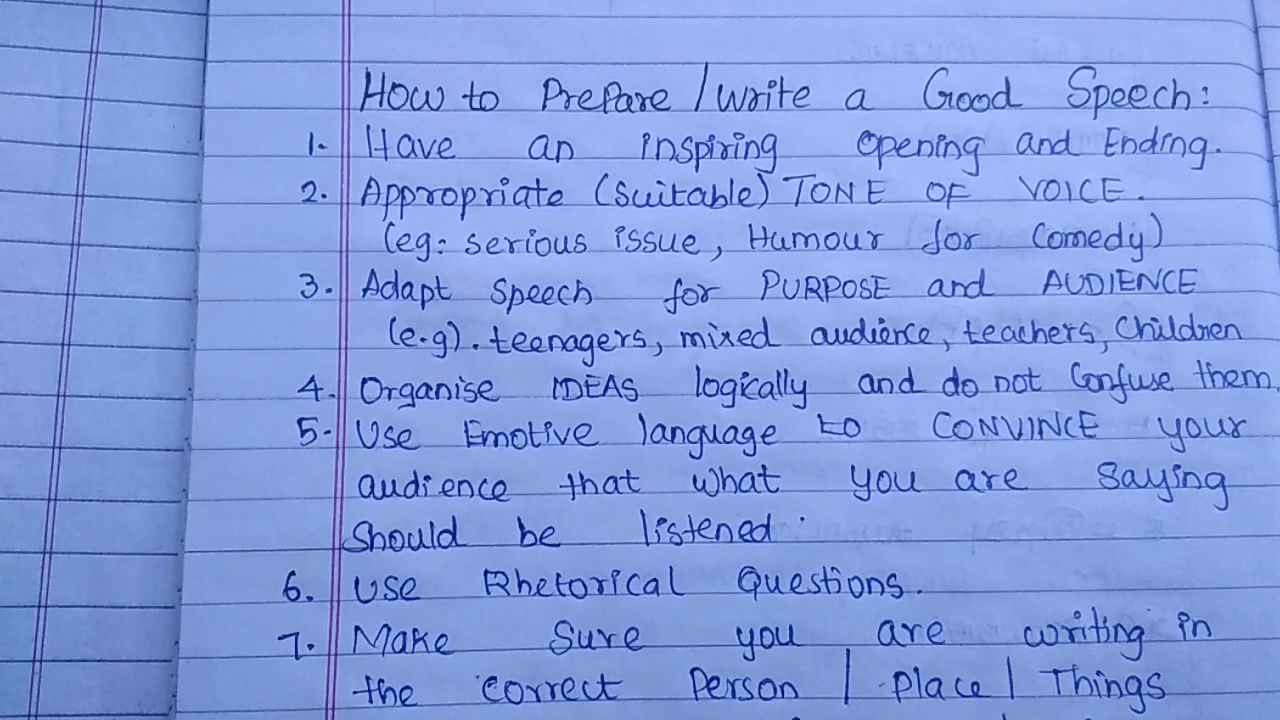 How to Prepare / write a Good Speech:
1. Have an inspiring opening and Ending.
2. Appropriate (suitable) TONE OF VOICE.
(eg: serious issue, Humour for Comedy)
3. Adapt speech for PURPOSE and AUDIENCE
(e.g). teenagers, mixed audience, teachers, children
4. Organise IDEAS logically and do not Confuse them
5. Use Emotive language to CONVINCE your
audience that what you are saying
should be listened.
6. Use Rhetorical Questions.
7. Make sure you are writing in
the correct Person / place / Things